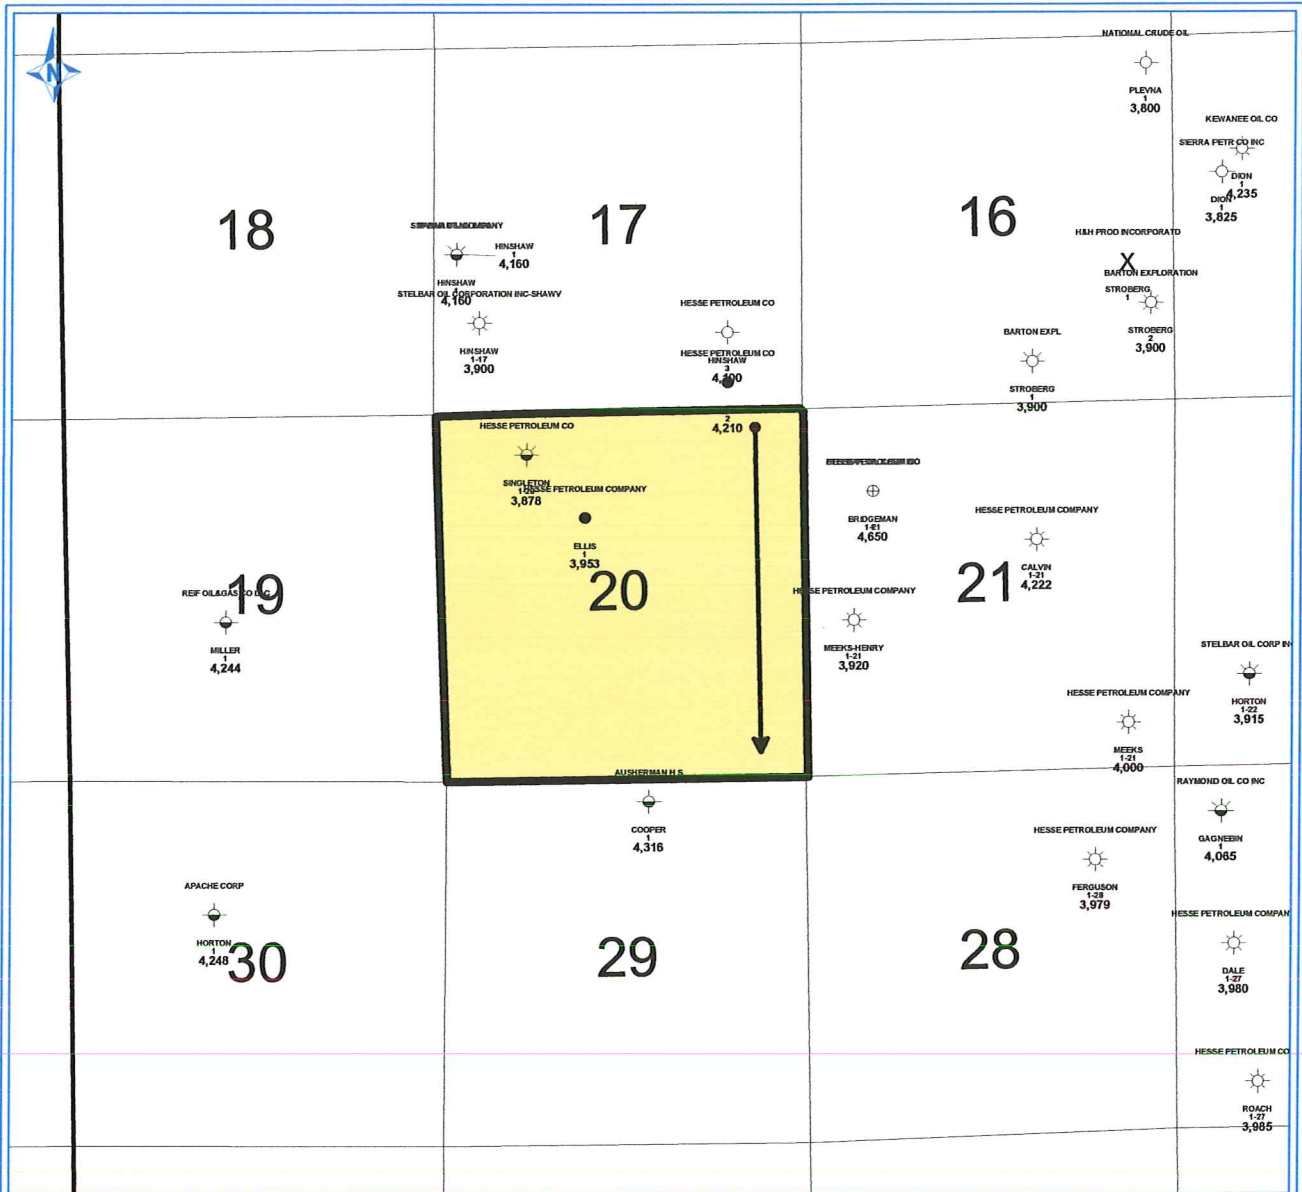 N
NATIONAL CRUDE OIL
PLEVNA
1
3,800
KEWANEE OIL CO
SIERRA PETR CO INC
DION
1
4,235
DION
1
3,825
18
17
16
HINSHAW
1
4,160
HINSHAW
4,160
STELBAR OIL CORPORATION INC-SHAWV
HINSHAW
1-17
3,900
HESSE PETROLEUM CO
HESSE PETROLEUM CO
HINSHAW
3
2
4,210
H&H PROD INCORPORATD
X
BARTON EXPLORATION
STROBERG
1
STROBERG
2
3,900
BARTON EXPL
STROBERG
1
3,900
HESSE PETROLEUM CO
SINGLETON
3,878
HESSE PETROLEUM COMPANY
ELLIS
1
3,953
20
BRIDGEMAN
1-21
4,650
HESSE PETROLEUM COMPANY
CALVIN
1-21
4,222
21
HESSE PETROLEUM COMPANY
MEEKS-HENRY
1-21
3,920
19
REIF OIL&GAS CO
MILLER
1
4,244
STELBAR OIL CORP IN
HORTON
1-22
3,915
HESSE PETROLEUM COMPANY
MEEKS
1-21
4,000
AUSHERMAN H S
COOPER
1
4,316
RAYMOND OIL CO INC
GAGNEBIN
1
4,065
HESSE PETROLEUM COMPANY
FERGUSON
1-28
3,979
APACHE CORP
HORTON
1
4,248
30
29
28
HESSE PETROLEUM COMPAN
DALE
1-27
3,980
HESSE PETROLEUM CO
ROACH
1-27
3,985